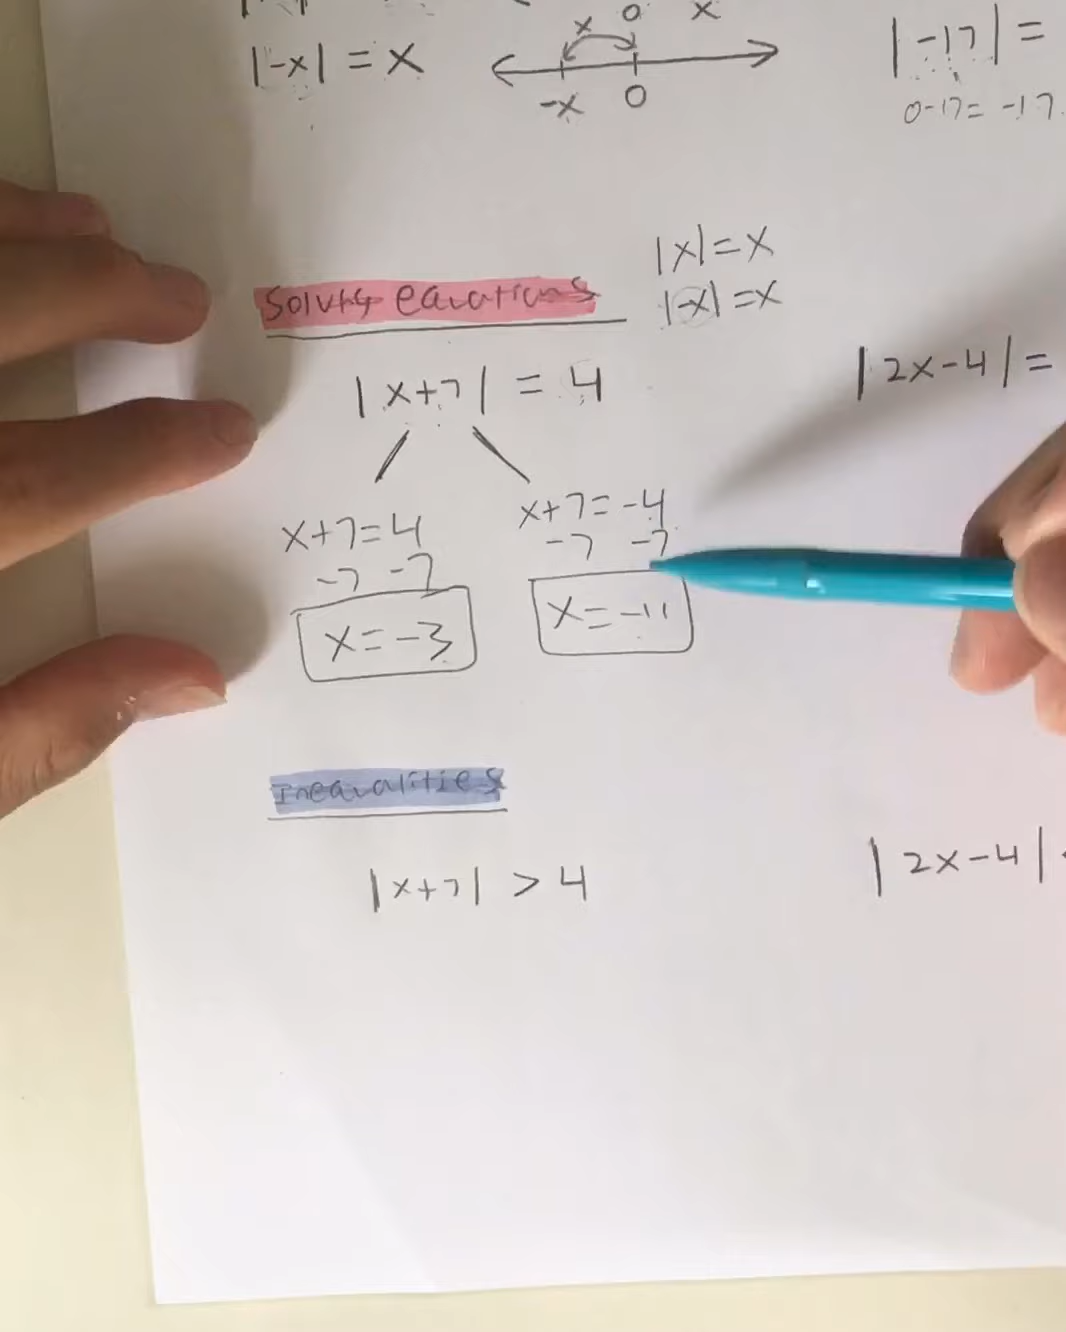 |-x| = x
x 0 x
-x 0
|-17| =
0-17= -17
|x|=x
|-x|=x
Solving equations
|x+7| = 4
|2x-4|=
x+7=4
-7 -7
x=-3
x+7=-4
-7 -7
x=-11
Inequalities
|x+7| > 4
|2x-4|